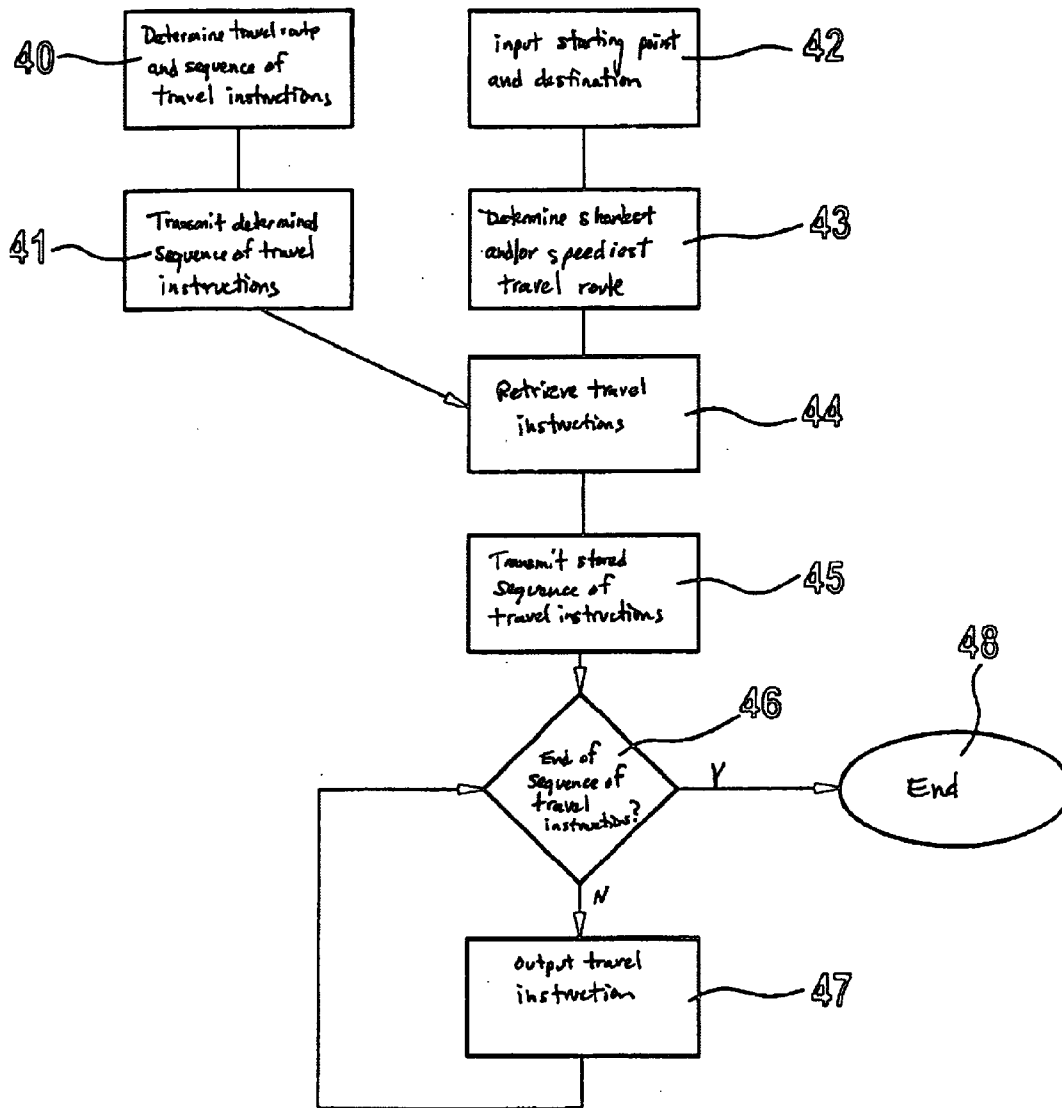 40
Determine travel route
and sequence of
travel instructions
input starting point
and destination
42
41
Transmit determined
sequence of travel
instructions
Determine shortest
and/or speediest
travel route
43
Retrieve travel
instructions
44
Transmit stored
sequence of
travel instructions
45
46
End of
sequence of
travel
instructions?
Y
48
End
N
Output travel
instruction
47